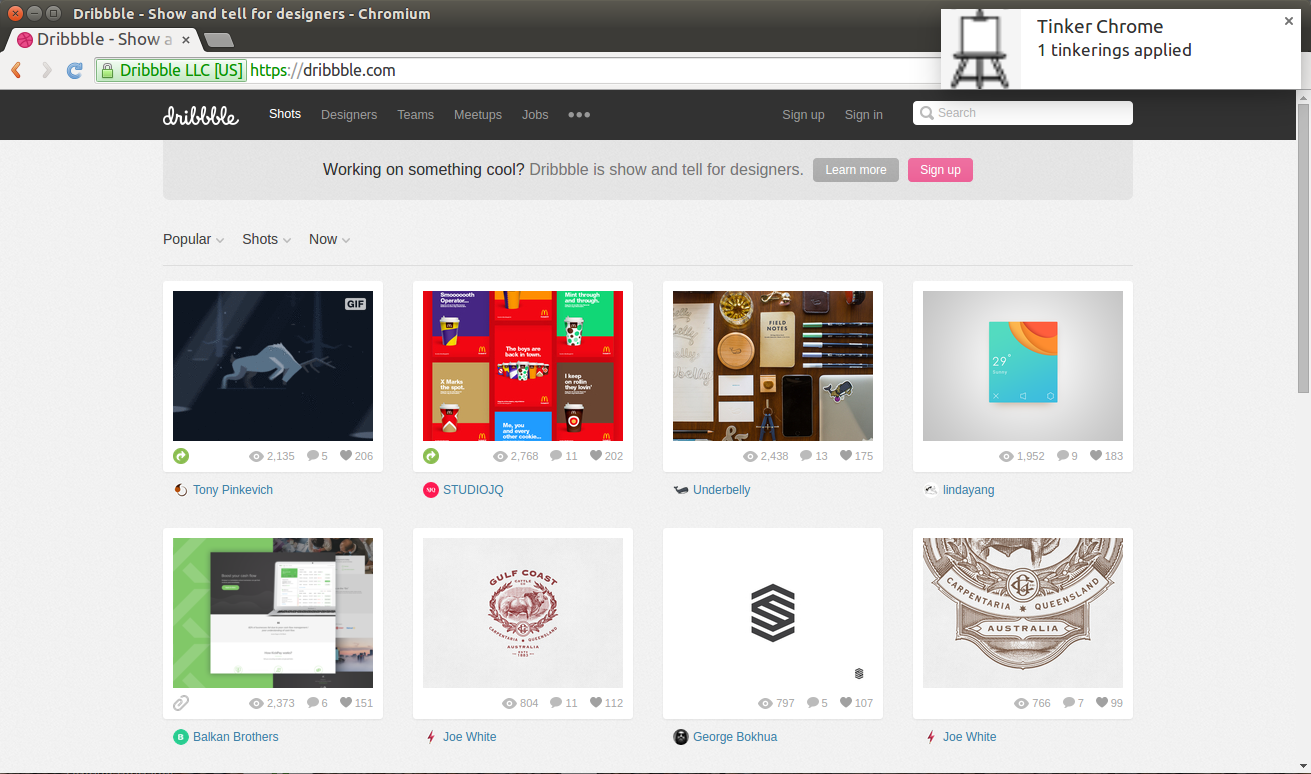 Dribbble - Show and tell for designers - Chromium
Tinker Chrome
1 tinkerings applied
Dribbble - Show a
Dribbble LLC [US] https://dribbble.com
dribbble Shots Designers Teams Meetups Jobs Sign up Sign in Search
Working on something cool? Dribbble is show and tell for designers. Learn more Sign up
Popular Shots Now
GIF
Smooooooth
Operator...
Mint through
and through.
The boys are
back in town.
X Marks
the spot.
I keep
on rollin
they lovin'
Me, you
and every
other cookie...
FIELD
NOTES
29°
Sunny
2,135 5 206
2,768 11 202
2,438 13 175
1,952 9 183
Tony Pinkevich
STUDIOJQ
Underbelly
lindayang
GULF COAST
CATTLE
CO
CARPENTARIA QUEENSLAND
AUSTRALIA
ESTD
1983
CARPENTARIA QUEENSLAND
AUSTRALIA
2,373 6 151
804 11 112
797 5 107
766 7 99
B Balkan Brothers
Joe White
George Bokhua
Joe White